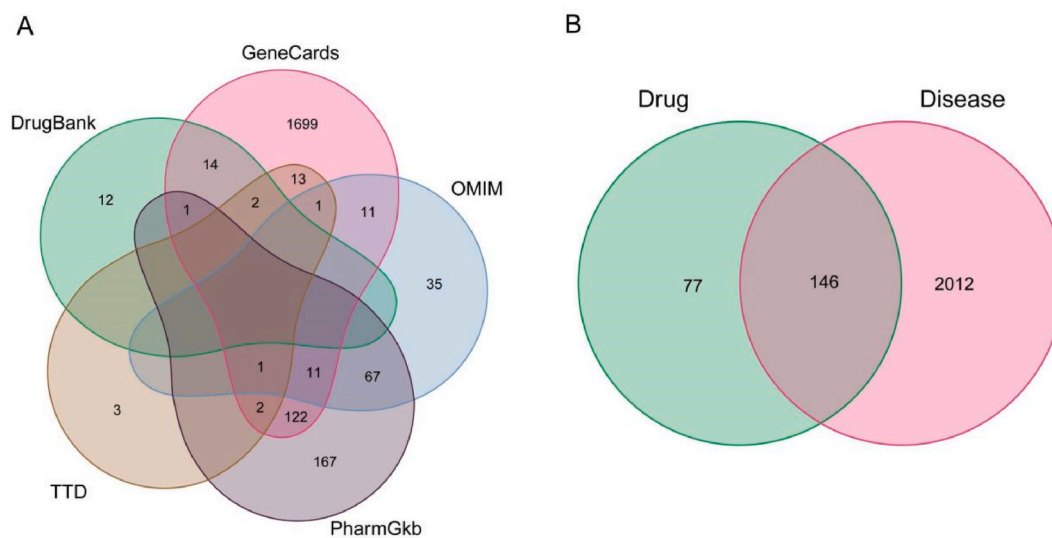 A
GeneCards
DrugBank
1699
14
13
OMIM
12
2
1
11
1
35
1
11
67
2
122
3
167
TTD
PharmGkb
B
Drug
Disease
77
146
2012